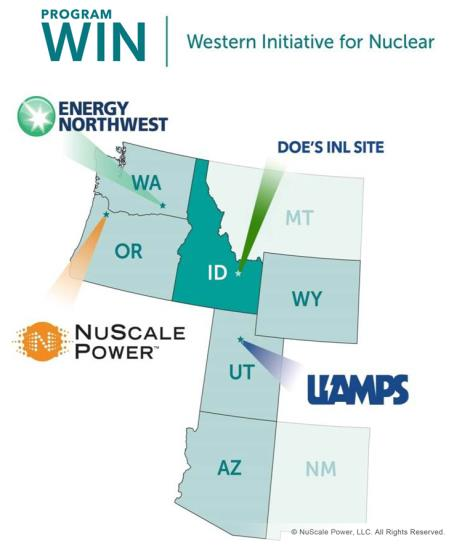 PROGRAM
WIN
Western Initiative for Nuclear
ENERGY
NORTHWEST
DOE'S INL SITE
WA
MT
OR
ID
WY
NUSCALE
POWER™
UT
UAMPS
AZ
NM
© NuScale Power, LLC. All Rights Reserved.